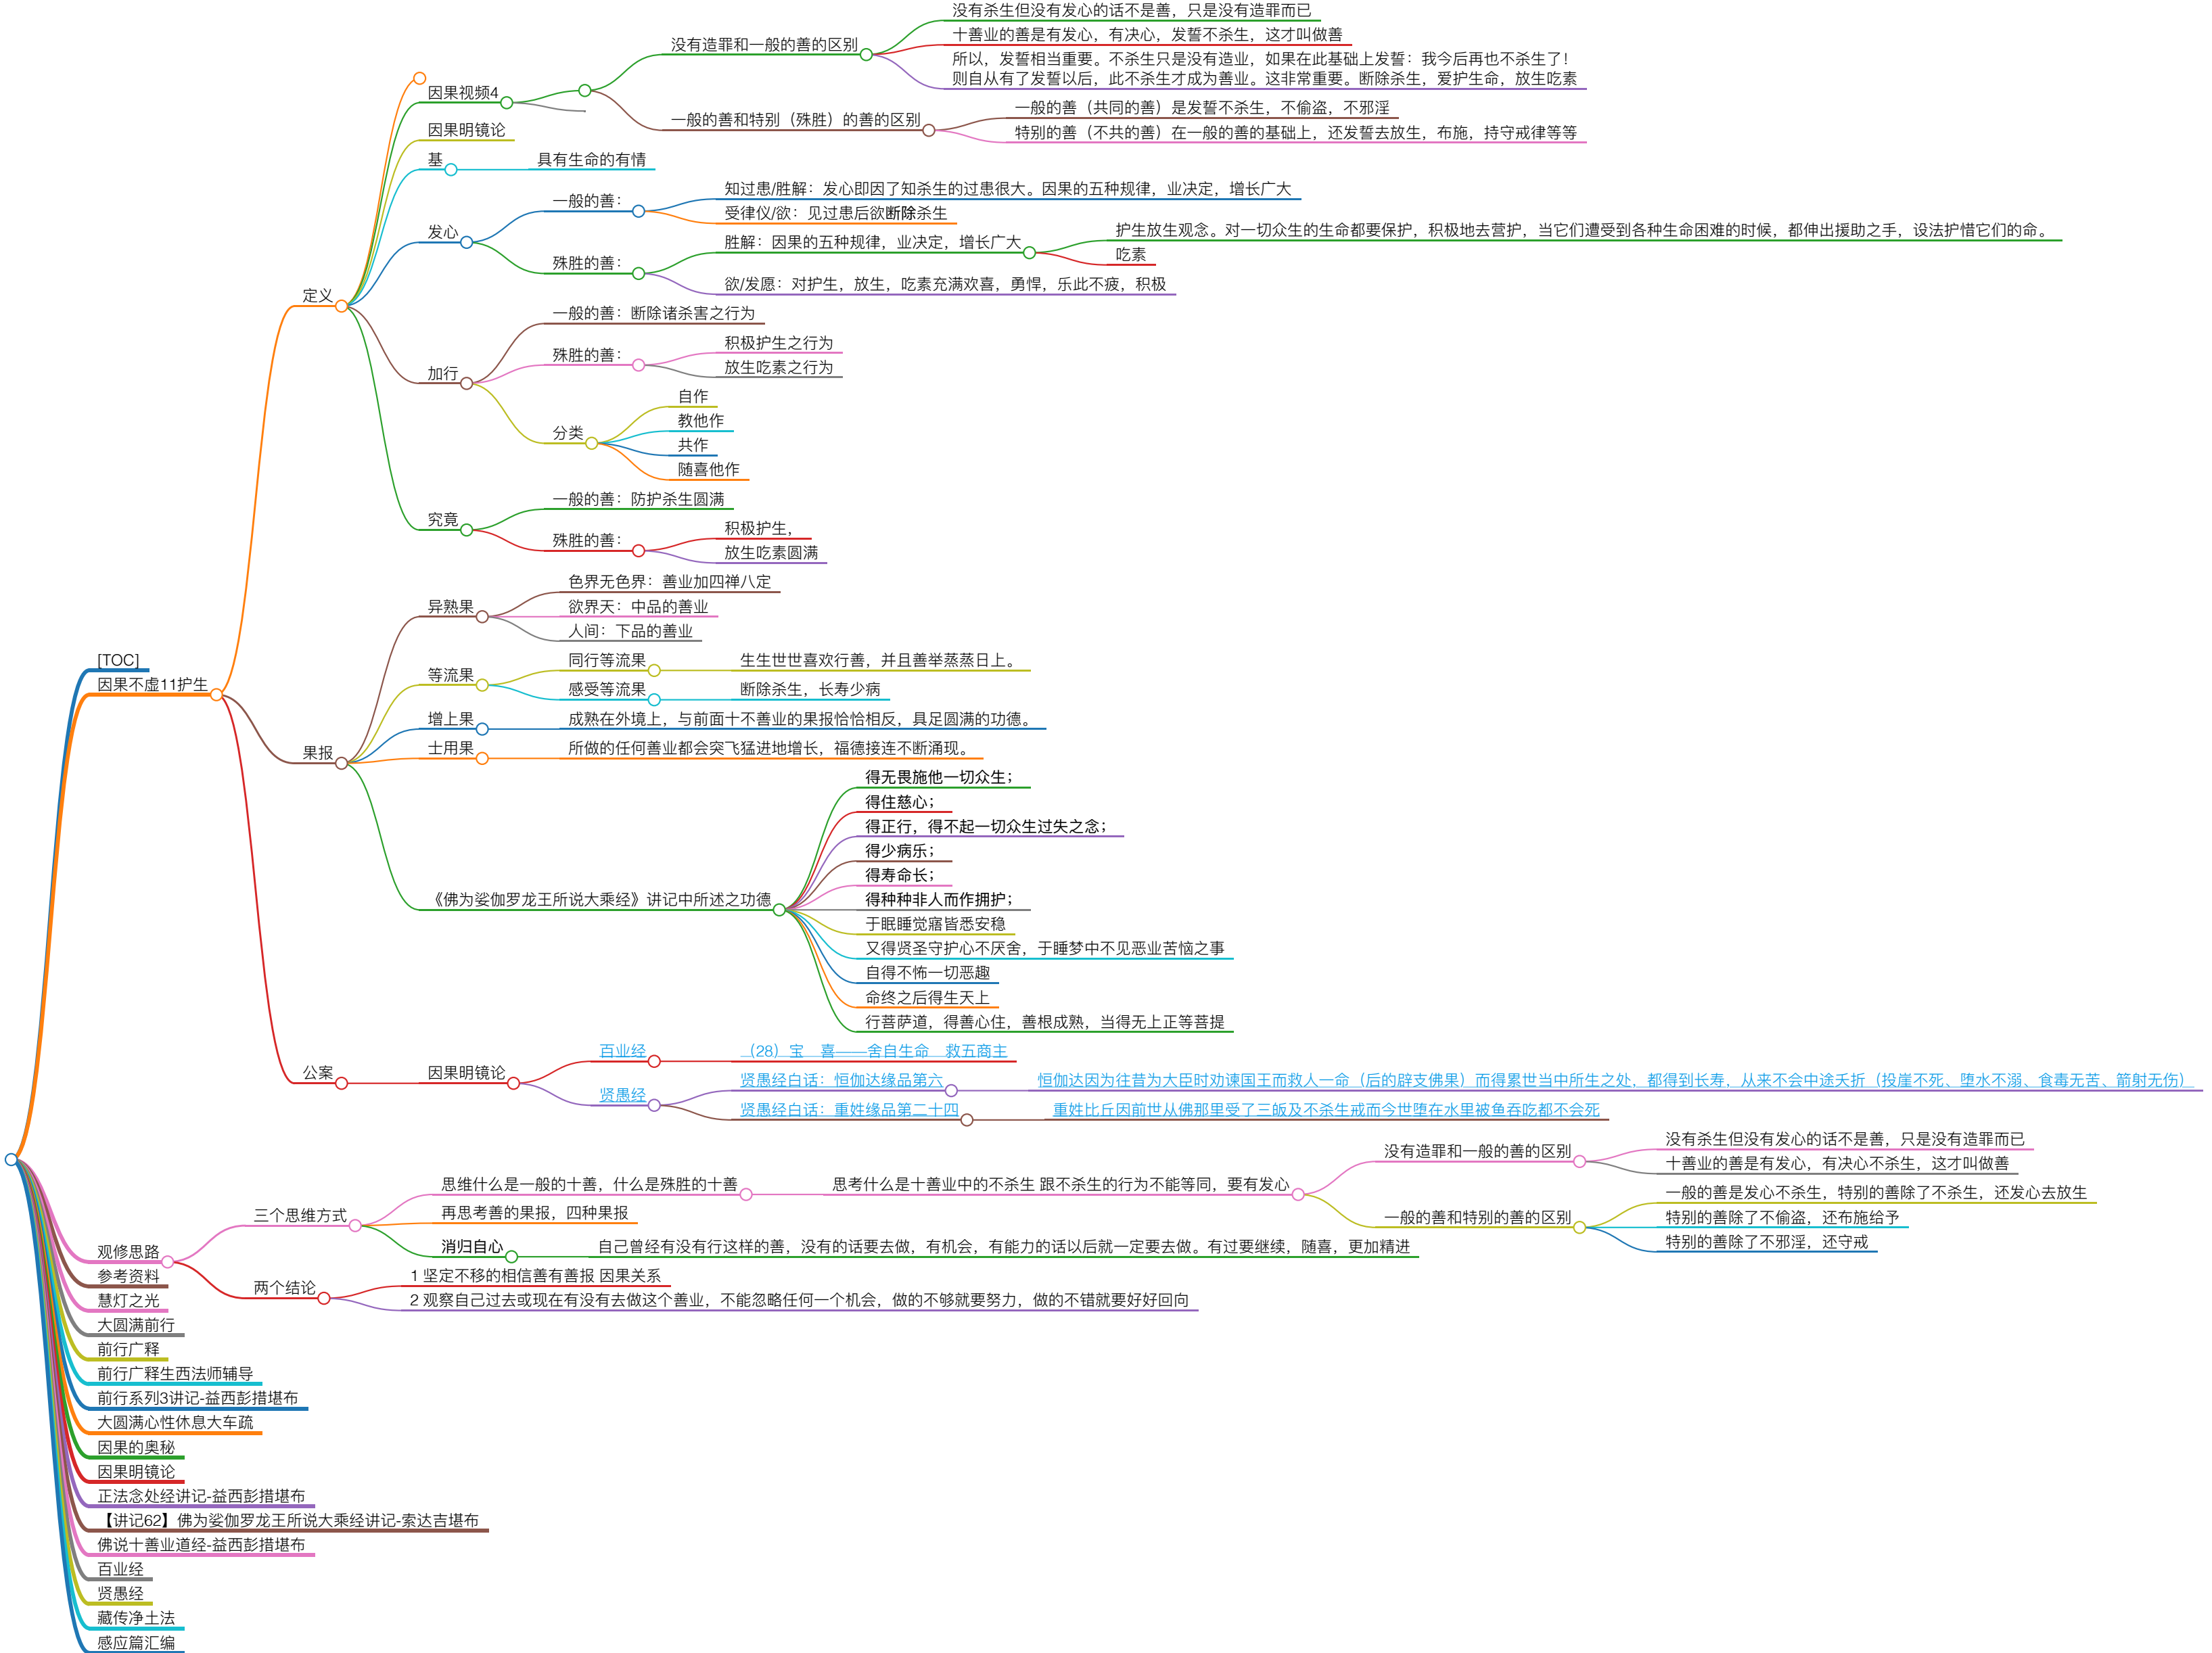 没有杀生但没有发心的话不是善，只是没有造罪而已
没有造罪和一般的善的区别
十善业的善是有发心，有决心，发誓不杀生，这才叫做善
所以，发誓相当重要。不杀生只是没有造业，如果在此基础上发誓：我今后再也不杀生了！
则自从有了发誓以后，此不杀生才成为善业。这非常重要。断除杀生，爱护生命，放生吃素
因果视频4
一般的善和特别（殊胜）的善的区别
一般的善（共同的善）是发誓不杀生，不偷盗，不邪淫
特别的善（不共的善）在一般的善的基础上，还发誓去放生，布施，持守戒律等等
因果明镜论
基
具有生命的有情
发心
一般的善：
知过患/胜解：发心即因了知杀生的过患很大。因果的五种规律，业决定，增长广大
受律仪/欲：见过患后欲断除杀生
殊胜的善：
胜解：因果的五种规律，业决定，增长广大
护生放生观念。对一切众生的生命都要保护，积极地去营护，当它们遭受到各种生命困难的时候，都伸出援助之手，设法护惜它们的命。
吃素
欲/发愿：对护生，放生，吃素充满欢喜，勇悍，乐此不疲，积极
定义
加行
一般的善：断除诸杀害之行为
殊胜的善：
积极护生之行为
放生吃素之行为
分类
自作
教他作
共作
随喜他作
究竟
一般的善：防护杀生圆满
殊胜的善：
积极护生，
放生吃素圆满
[TOC]
因果不虚11护生
果报
异熟果
色界无色界：善业加四禅八定
欲界天：中品的善业
人间：下品的善业
等流果
同行等流果
生生世世喜欢行善，并且善举蒸蒸日上。
感受等流果
断除杀生，长寿少病
增上果
成熟在外境上，与前面十不善业的果报恰恰相反，具足圆满的功德。
士用果
所做的任何善业都会突飞猛进地增长，福德接连不断涌现。
《佛为娑伽罗龙王所说大乘经》讲记中所述之功德
得无畏施他一切众生；
得住慈心；
得正行，得不起一切众生过失之念；
得少病乐；
得寿命长；
得种种非人而作拥护；
于眠睡觉寤皆悉安稳
又得贤圣守护心不厌舍，于睡梦中不见恶业苦恼之事
自得不怖一切恶趣
命终之后得生天上
行菩萨道，得善心住，善根成熟，当得无上正等菩提
公案
因果明镜论
百业经
（28）宝　喜——舍自生命　救五商主
贤愚经
贤愚经白话：恒伽达缘品第六
恒伽达因为往昔为大臣时劝谏国王而救人一命（后的辟支佛果）而得累世当中所生之处，都得到长寿，从来不会中途夭折（投崖不死、堕水不溺、食毒无苦、箭射无伤）
贤愚经白话：重姓缘品第二十四
重姓比丘因前世从佛那里受了三皈及不杀生戒而今世堕在水里被鱼吞吃都不会死
观修思路
三个思维方式
思维什么是一般的十善，什么是殊胜的十善
思考什么是十善业中的不杀生 跟不杀生的行为不能等同，要有发心
没有造罪和一般的善的区别
没有杀生但没有发心的话不是善，只是没有造罪而已
十善业的善是有发心，有决心不杀生，这才叫做善
一般的善和特别的善的区别
一般的善是发心不杀生，特别的善除了不杀生，还发心去放生
特别的善除了不偷盗，还布施给予
特别的善除了不邪淫，还守戒
再思考善的果报，四种果报
消归自心
自己曾经有没有行这样的善，没有的话要去做，有机会，有能力的话以后就一定要去做。有过要继续，随喜，更加精进
两个结论
1 坚定不移的相信善有善报 因果关系
2 观察自己过去或现在有没有去做这个善业，不能忽略任何一个机会，做的不够就要努力，做的不错就要好好回向
参考资料
慧灯之光
大圆满前行
前行广释
前行广释生西法师辅导
前行系列3讲记-益西彭措堪布
大圆满心性休息大车疏
因果的奥秘
因果明镜论
正法念处经讲记-益西彭措堪布
【讲记62】佛为娑伽罗龙王所说大乘经讲记-索达吉堪布
佛说十善业道经-益西彭措堪布
百业经
贤愚经
藏传净土法
感应篇汇编